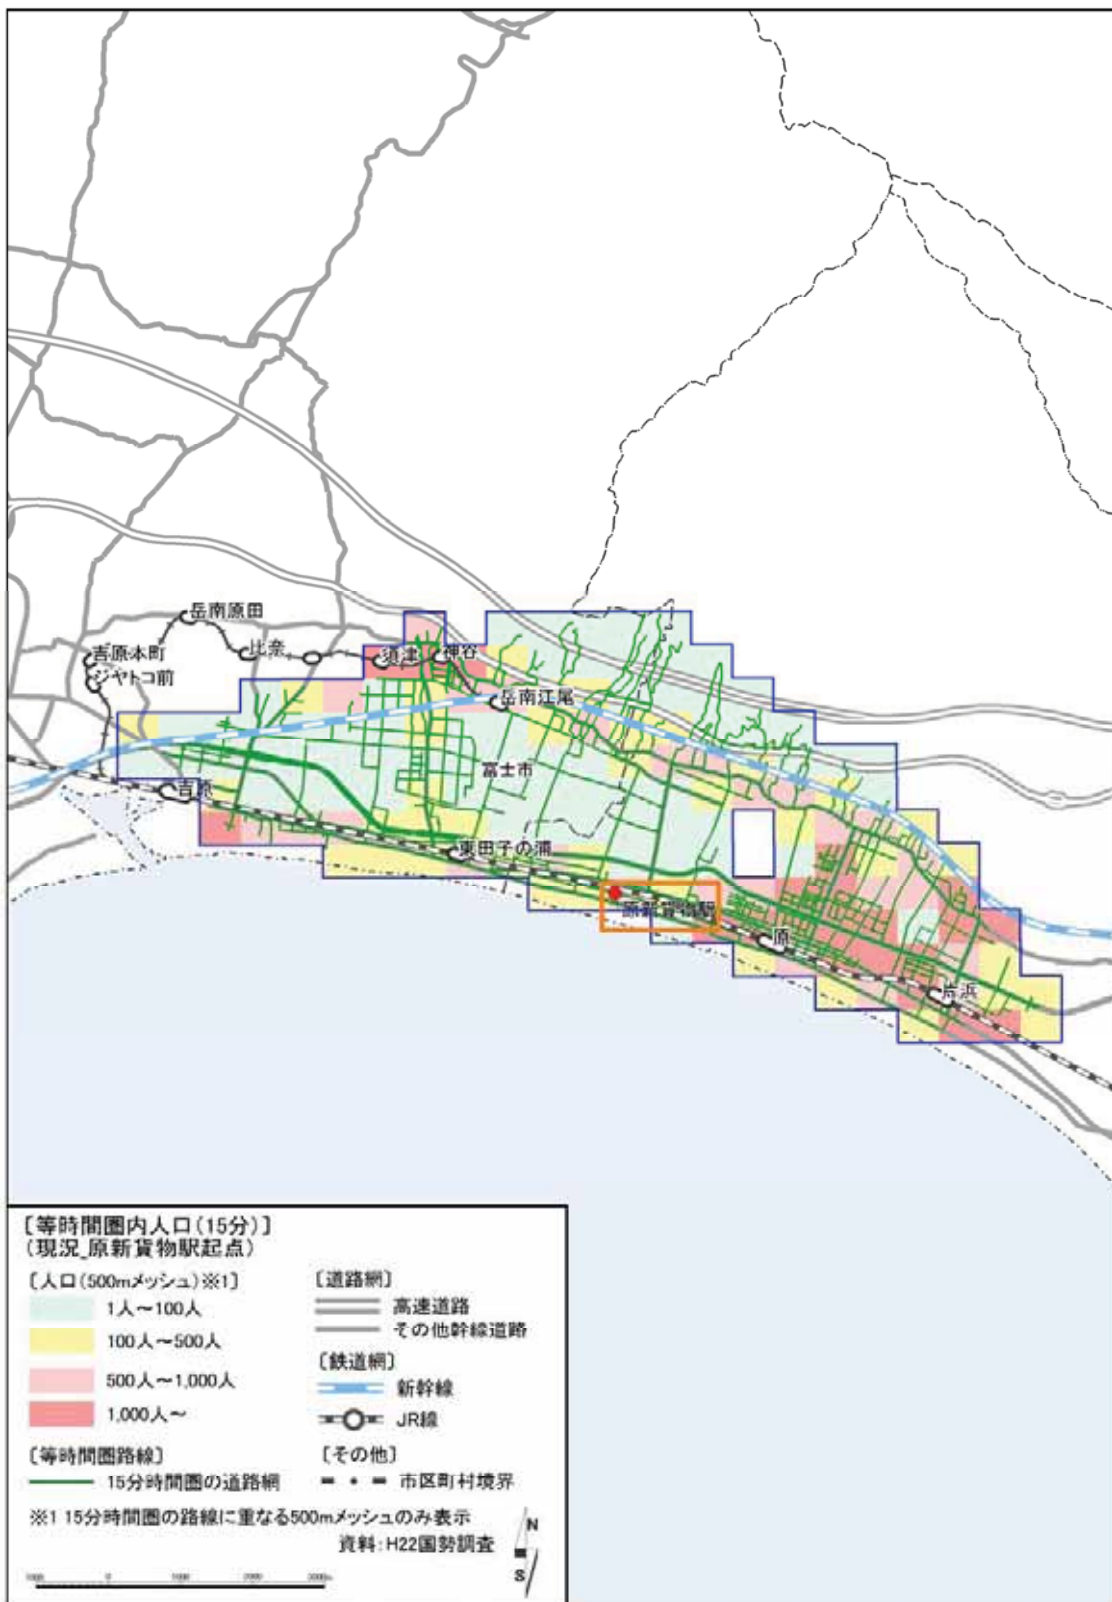 岳南原田
比奈
吉原本町
ジヤトコ前
須津
神谷
岳南江尾
富士市
吉原
東田子の浦
原新貨物駅
原
片浜
［等時間圏内人口(15分)］
(現況_原新貨物駅起点)
［人口(500mメッシュ)※1］
1人～100人
100人～500人
500人～1,000人
1,000人～
［等時間圏路線］
15分時間圏の道路網
［道路網］
高速道路
その他幹線道路
［鉄道網］
新幹線
JR線
［その他］
市区町村境界
※1 15分時間圏の路線に重なる500mメッシュのみ表示
資料:H22国勢調査
N
S
1000 0 1000 2000 3000m